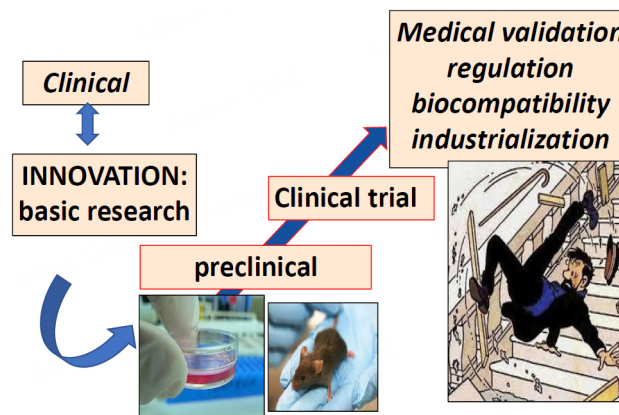 Clinical
INNOVATION:
basic research
preclinical
Clinical trial
Medical validation
regulation
biocompatibility
industrialization